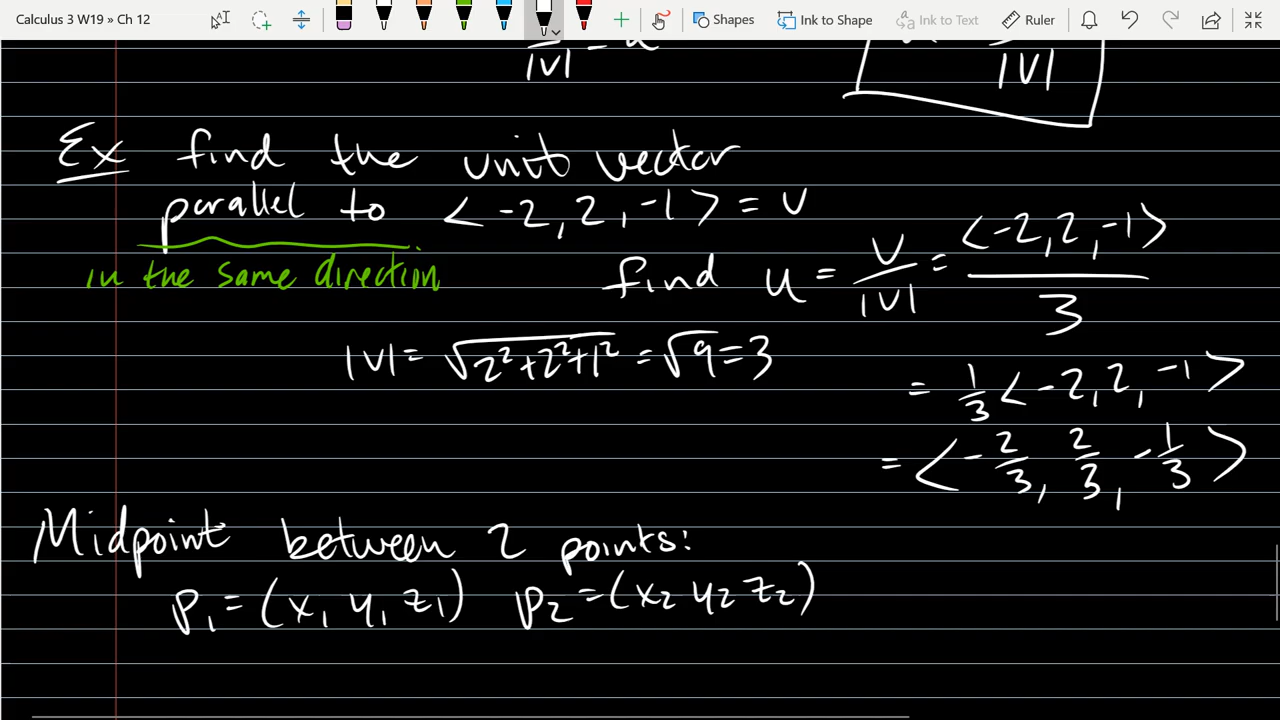 Calculus 3 W19 » Ch 12
Shapes Ink to Shape Ink to Text Ruler
|V|
|V|
Ex find the unit vector
parallel to < -2, 2, -1 > = V
in the same direction
find u = V/|V| = < -2, 2, -1 >/3
|V| = √2²+2²+1² = √9 = 3
= 1/3 < -2, 2, -1 >
= < -2/3, 2/3, -1/3 >
Midpoint between 2 points:
P₁ = (x₁ y₁ z₁) P₂ = (x₂ y₂ z₂)